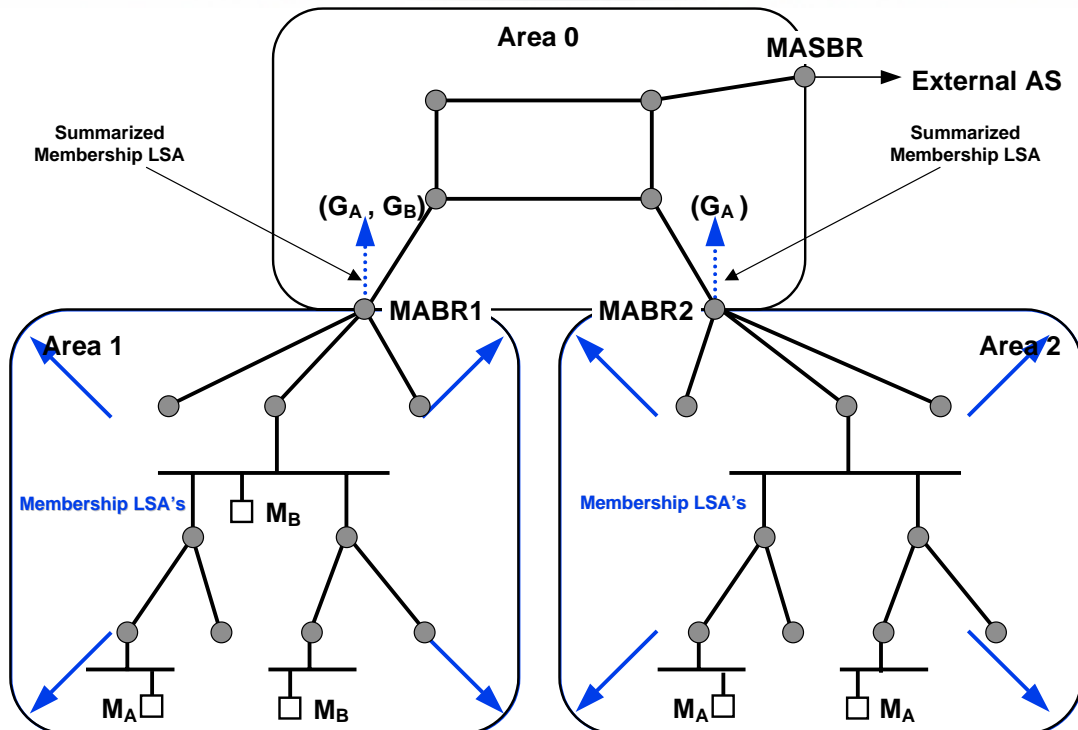 Area 0
MASBR
External AS
Summarized
Membership LSA
Summarized
Membership LSA
(GA , GB)
(GA )
MABR1
MABR2
Area 1
Area 2
Membership LSA's
MB
Membership LSA's
MA
MB
MA
MA